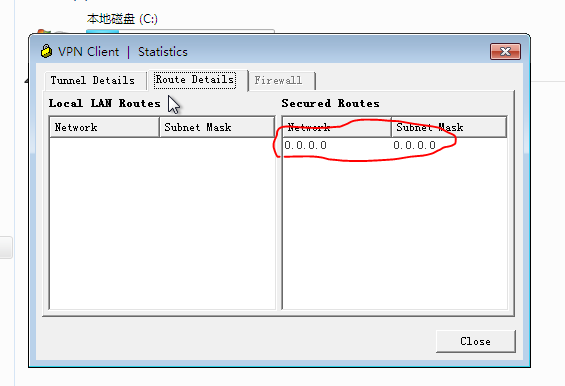 本地磁盘 (C:)
VPN Client | Statistics
Tunnel Details Route Details Firewall
Local LAN Routes Secured Routes
Network Subnet Mask Network Subnet Mask
0.0.0.0 0.0.0.0
Close